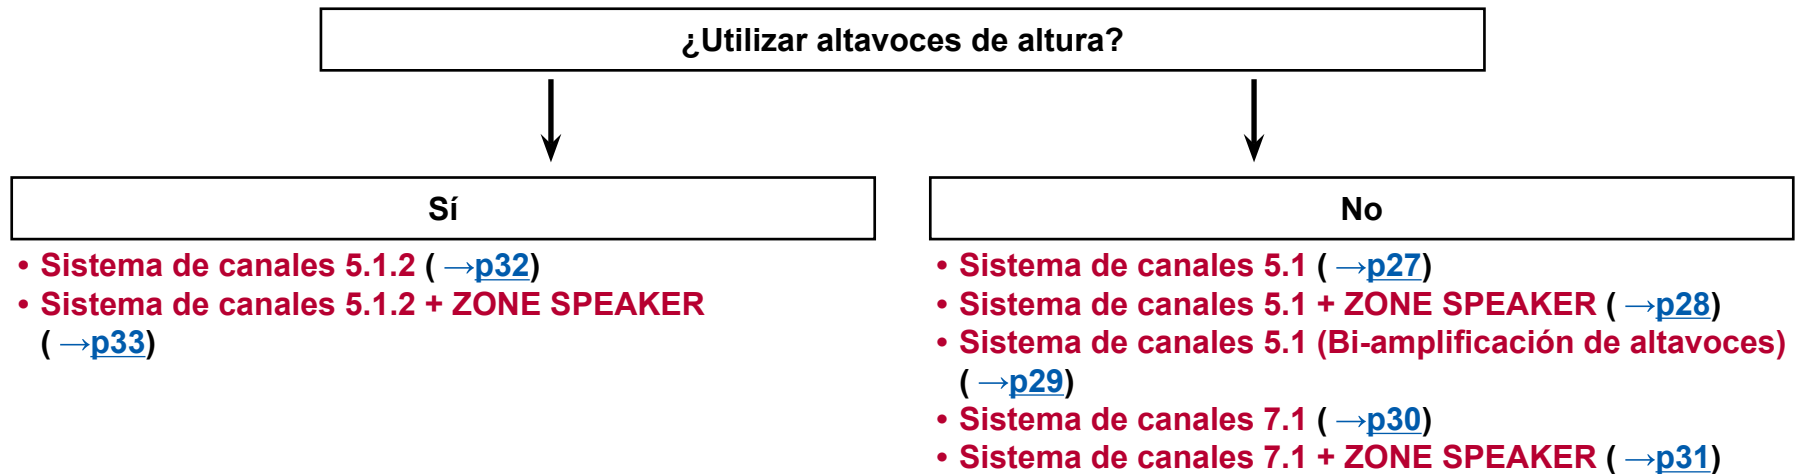 ¿Utilizar altavoces de altura?
Sí
• Sistema de canales 5.1.2 ( →p32)
• Sistema de canales 5.1.2 + ZONE SPEAKER
( →p33)
No
• Sistema de canales 5.1 ( →p27)
• Sistema de canales 5.1 + ZONE SPEAKER ( →p28)
• Sistema de canales 5.1 (Bi-amplificación de altavoces)
( →p29)
• Sistema de canales 7.1 ( →p30)
• Sistema de canales 7.1 + ZONE SPEAKER ( →p31)